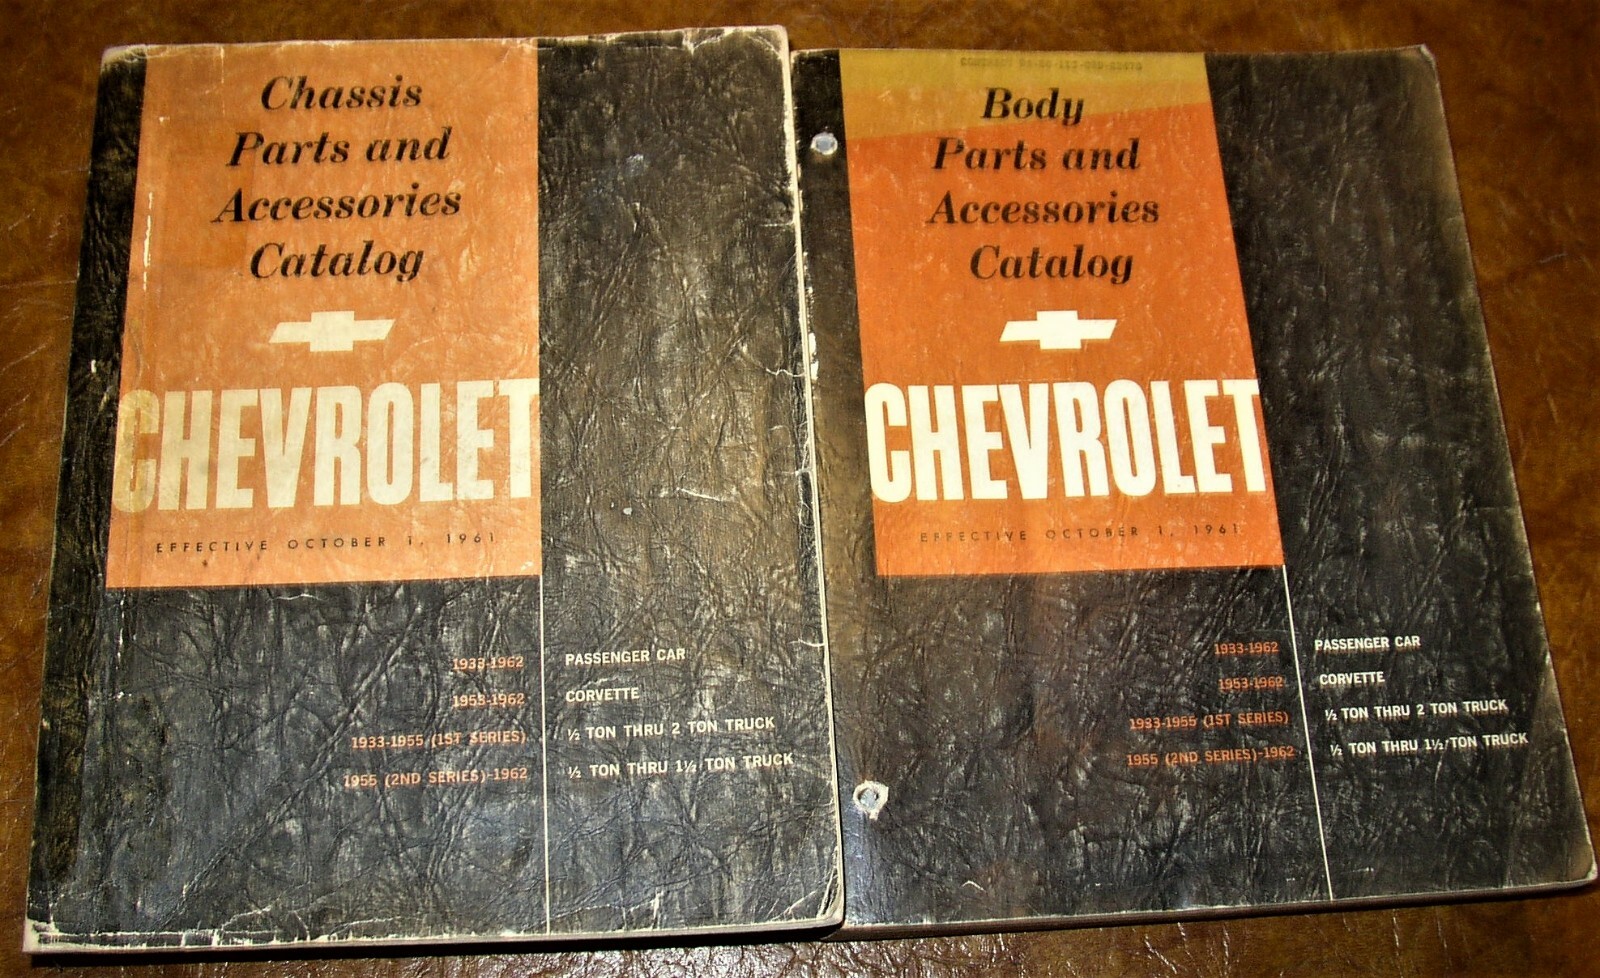 Chassis
Parts and
Accessories
Catalog
CHEVROLET
EFFECTIVE OCTOBER 1, 1961
1933-1962 PASSENGER CAR
1953-1962 CORVETTE
1933-1955 (1ST SERIES) ½ TON THRU 2 TON TRUCK
1955 (2ND SERIES)-1962 ½ TON THRU 1½ TON TRUCK
CONTRACT
Body
Parts and
Accessories
Catalog
CHEVROLET
EFFECTIVE OCTOBER 1, 1961
1933-1962 PASSENGER CAR
1953-1962 CORVETTE
1933-1955 (1ST SERIES) ½ TON THRU 2 TON TRUCK
1955 (2ND SERIES)-1962 ½ TON THRU 1½ TON TRUCK